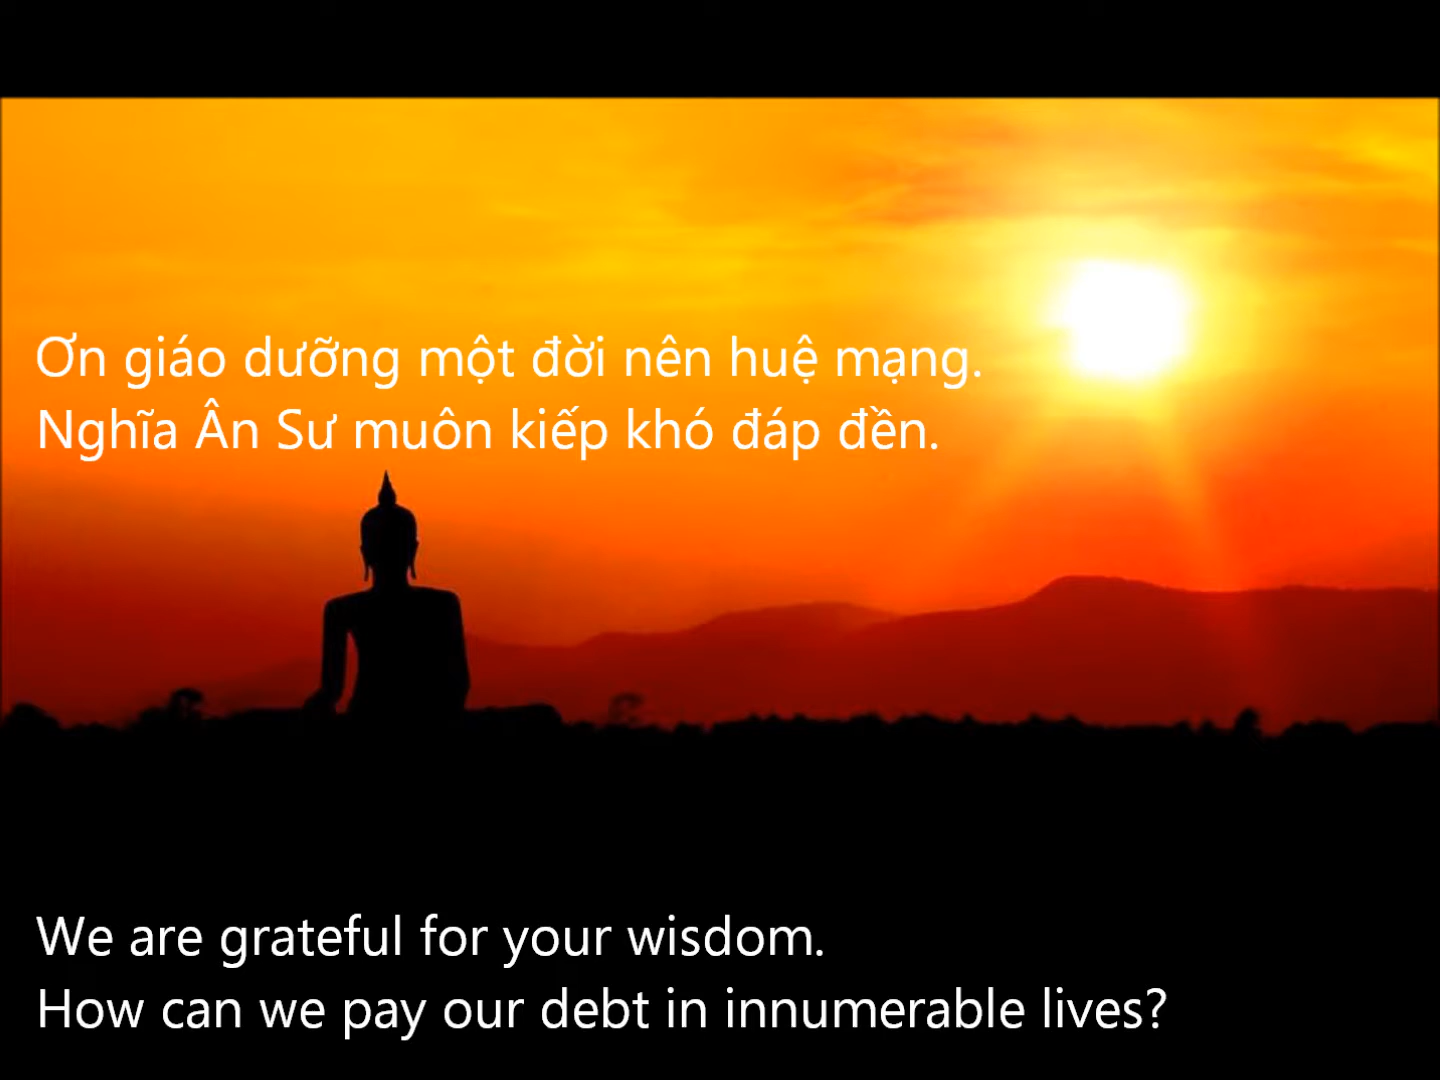 Ơn giáo dưỡng một đời nên huệ mạng.
Nghĩa Ân Sư muôn kiếp khó đáp đền.
We are grateful for your wisdom.
How can we pay our debt in innumerable lives?